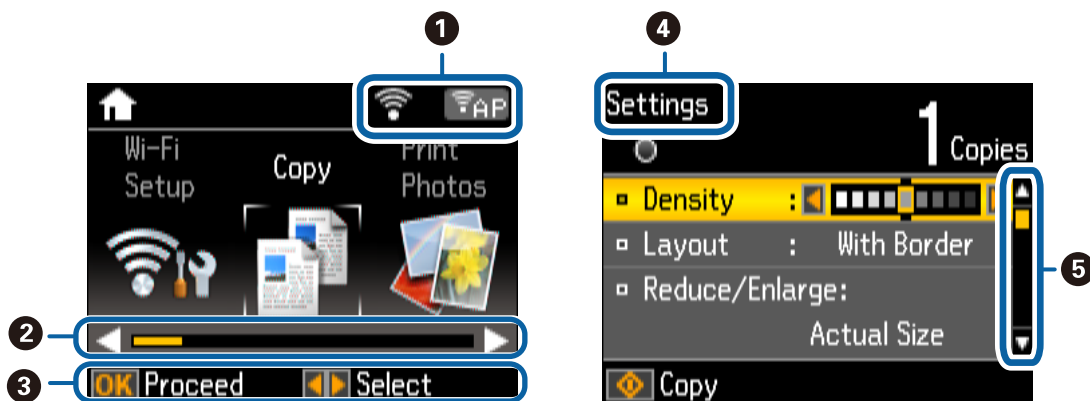 1
4
AP
Settings
1 Copies
Wi-Fi
Setup
Copy
Print
Photos
Density :
Layout : With Border
Reduce/Enlarge:
Actual Size
5
2
3
OK Proceed
Select
Copy